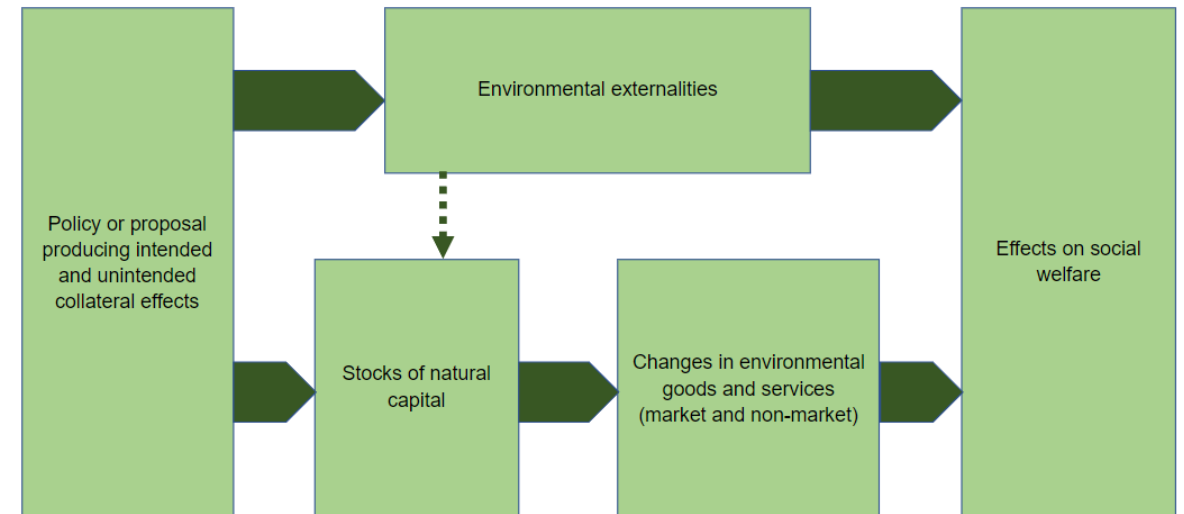 Environmental externalities
Policy or proposal
producing intended
and unintended
collateral effects
Effects on social
welfare
Stocks of natural
capital
Changes in environmental
goods and services
(market and non-market)